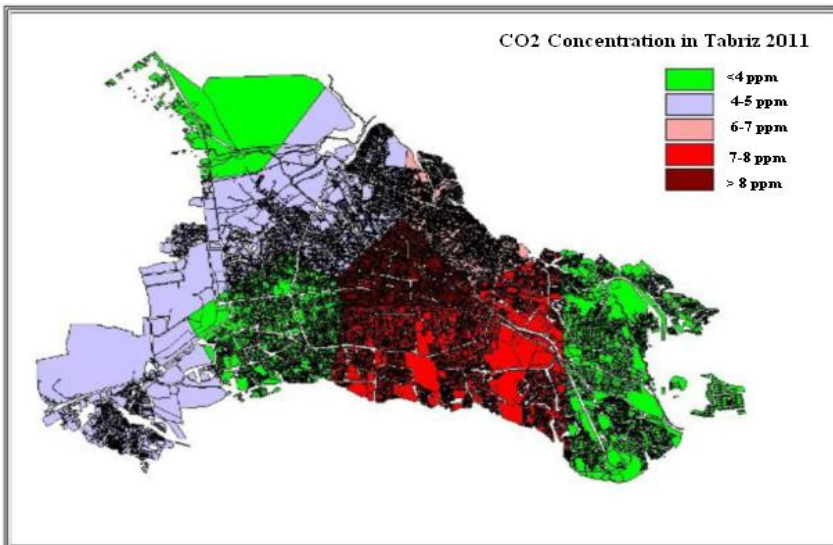 CO2 Concentration in Tabriz 2011
<4 ppm
4-5 ppm
6-7 ppm
7-8 ppm
> 8 ppm